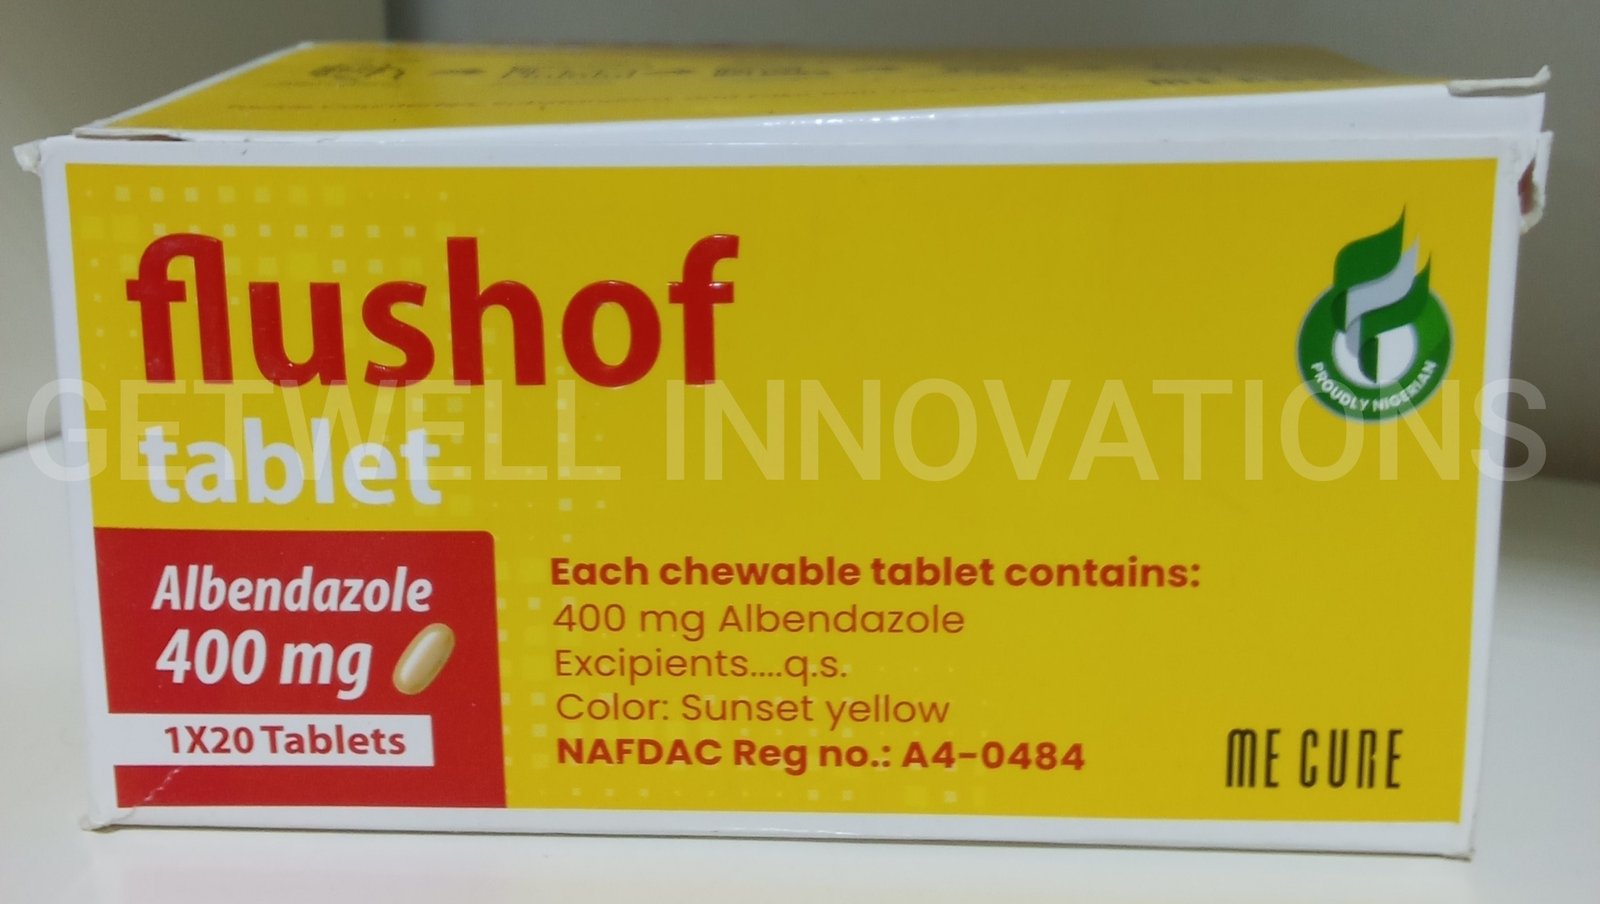 flushof
tablet
GETWELL INNOVATIONS
PROUDLY NIGERIAN
Albendazole
400 mg
1X20 Tablets
Each chewable tablet contains:
400 mg Albendazole
Excipients....q.s.
Color: Sunset yellow
NAFDAC Reg no.: A4-0484
ME CURE